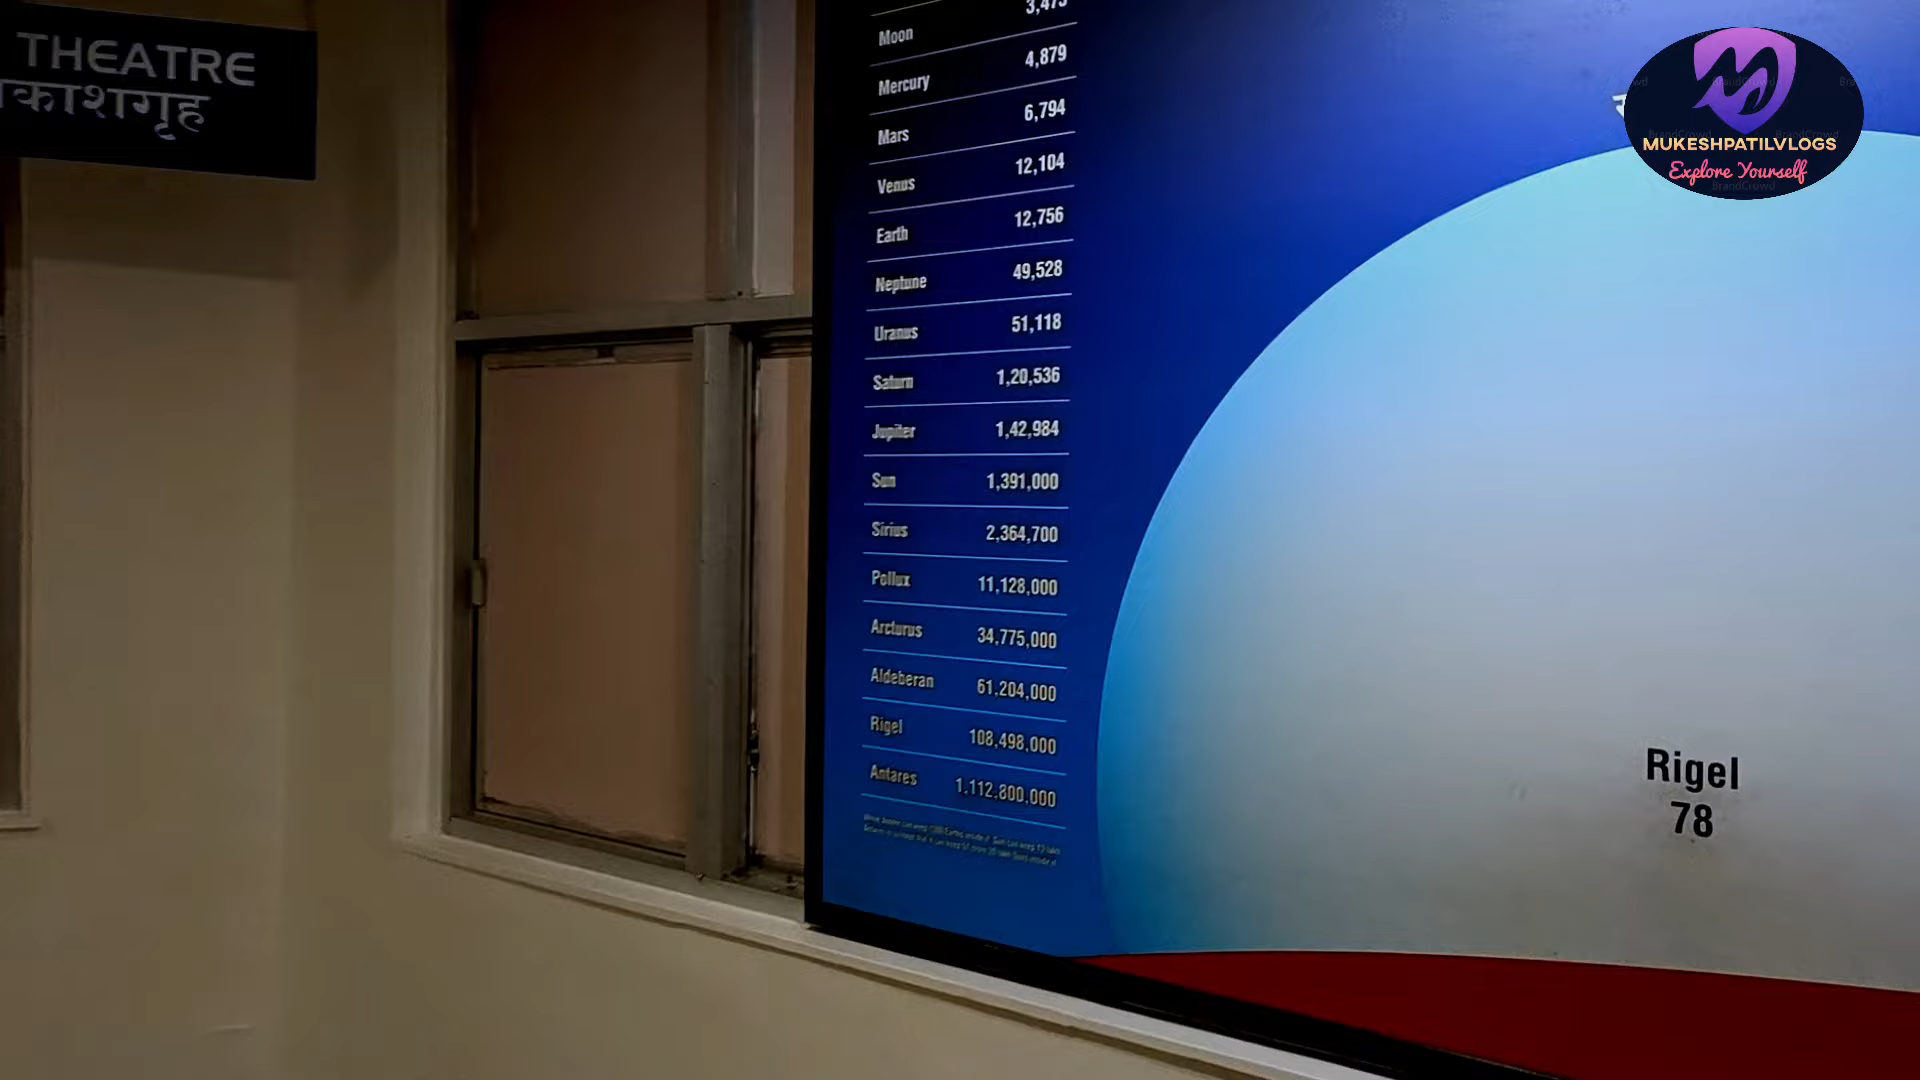 THEATRE
काशगृह
3,475
Moon
4,879
Mercury
6,794
Mars
12,104
Venus
12,756
Earth
49,528
Neptune
51,118
Uranus
1,20,536
Saturn
1,42,984
Jupiter
Sun 1,391,000
Sirius 2,364,700
Pollux 11,128,000
Arcturus 34,775,000
Aldeberan 61,204,000
Rigel 108,498,000
Antares 1,112,800,000
Rigel
78
MUKESHPATILVLOGS
Explore Yourself
BrandCrowd